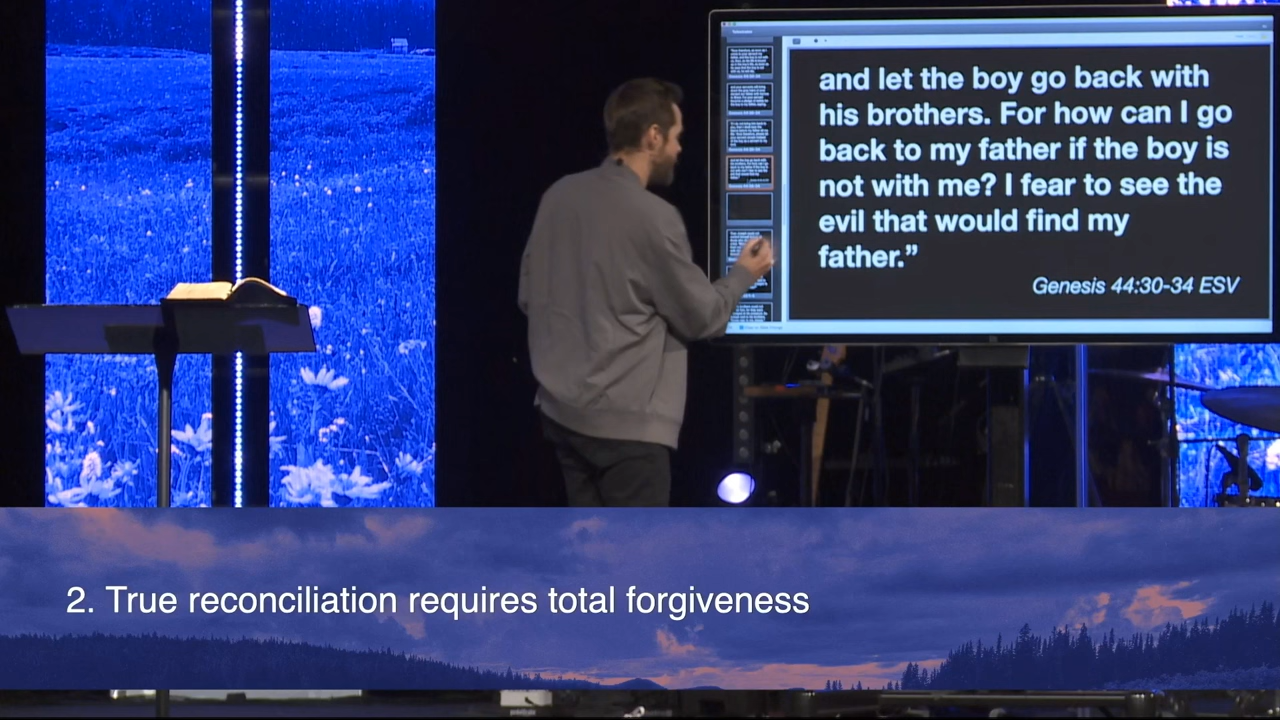 and let the boy go back with
his brothers. For how can I go
back to my father if the boy is
not with me? I fear to see the
evil that would find my
father.”
Genesis 44:30-34 ESV
2. True reconciliation requires total forgiveness